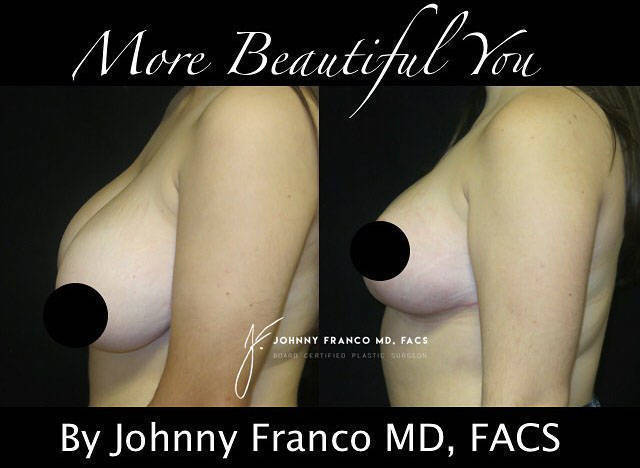 More Beautiful You
JOHNNY FRANCO MD, FACS
BOARD CERTIFIED PLASTIC SURGEON
By Johnny Franco MD, FACS